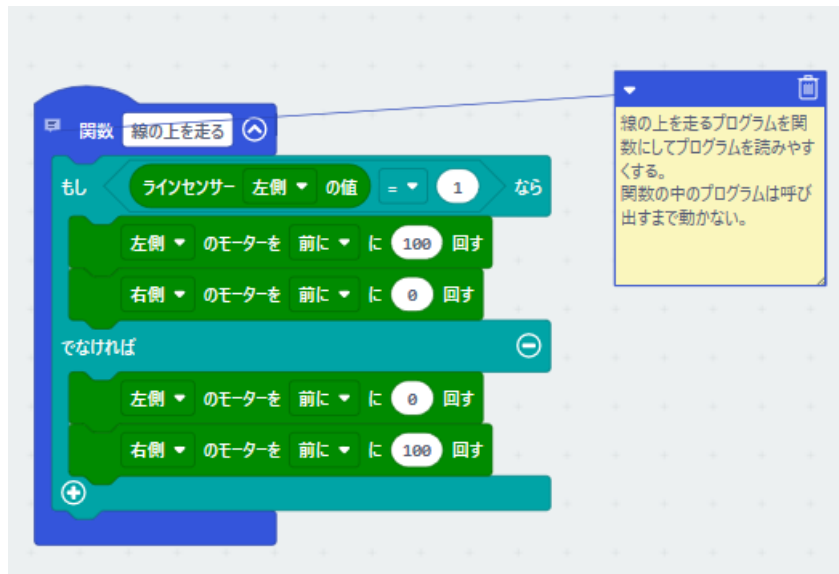 関数 線の上を走る
もし ラインセンサー 左側 の値 = 1 なら
左側 のモーターを 前に に 100 回す
右側 のモーターを 前に に 0 回す
でなければ
左側 のモーターを 前に に 0 回す
右側 のモーターを 前に に 100 回す
線の上を走るプログラムを関
数にしてプログラムを読みやす
くする。
関数の中のプログラムは呼び
出すまで動かない。